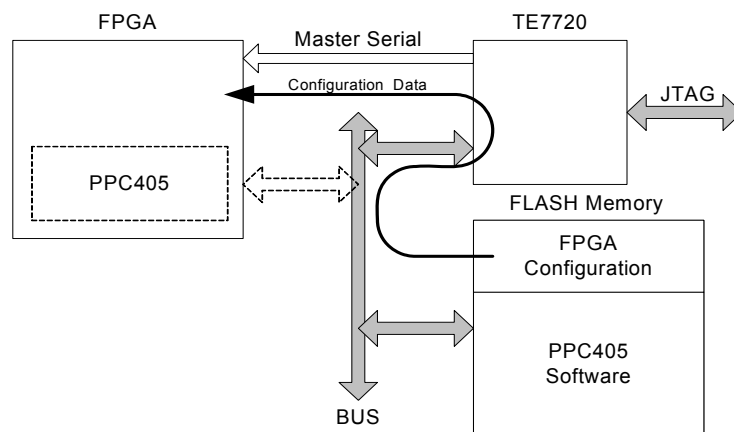 FPGA
TE7720
Master Serial
Configuration Data
JTAG
PPC405
FLASH Memory
FPGA
Configuration
PPC405
Software
BUS